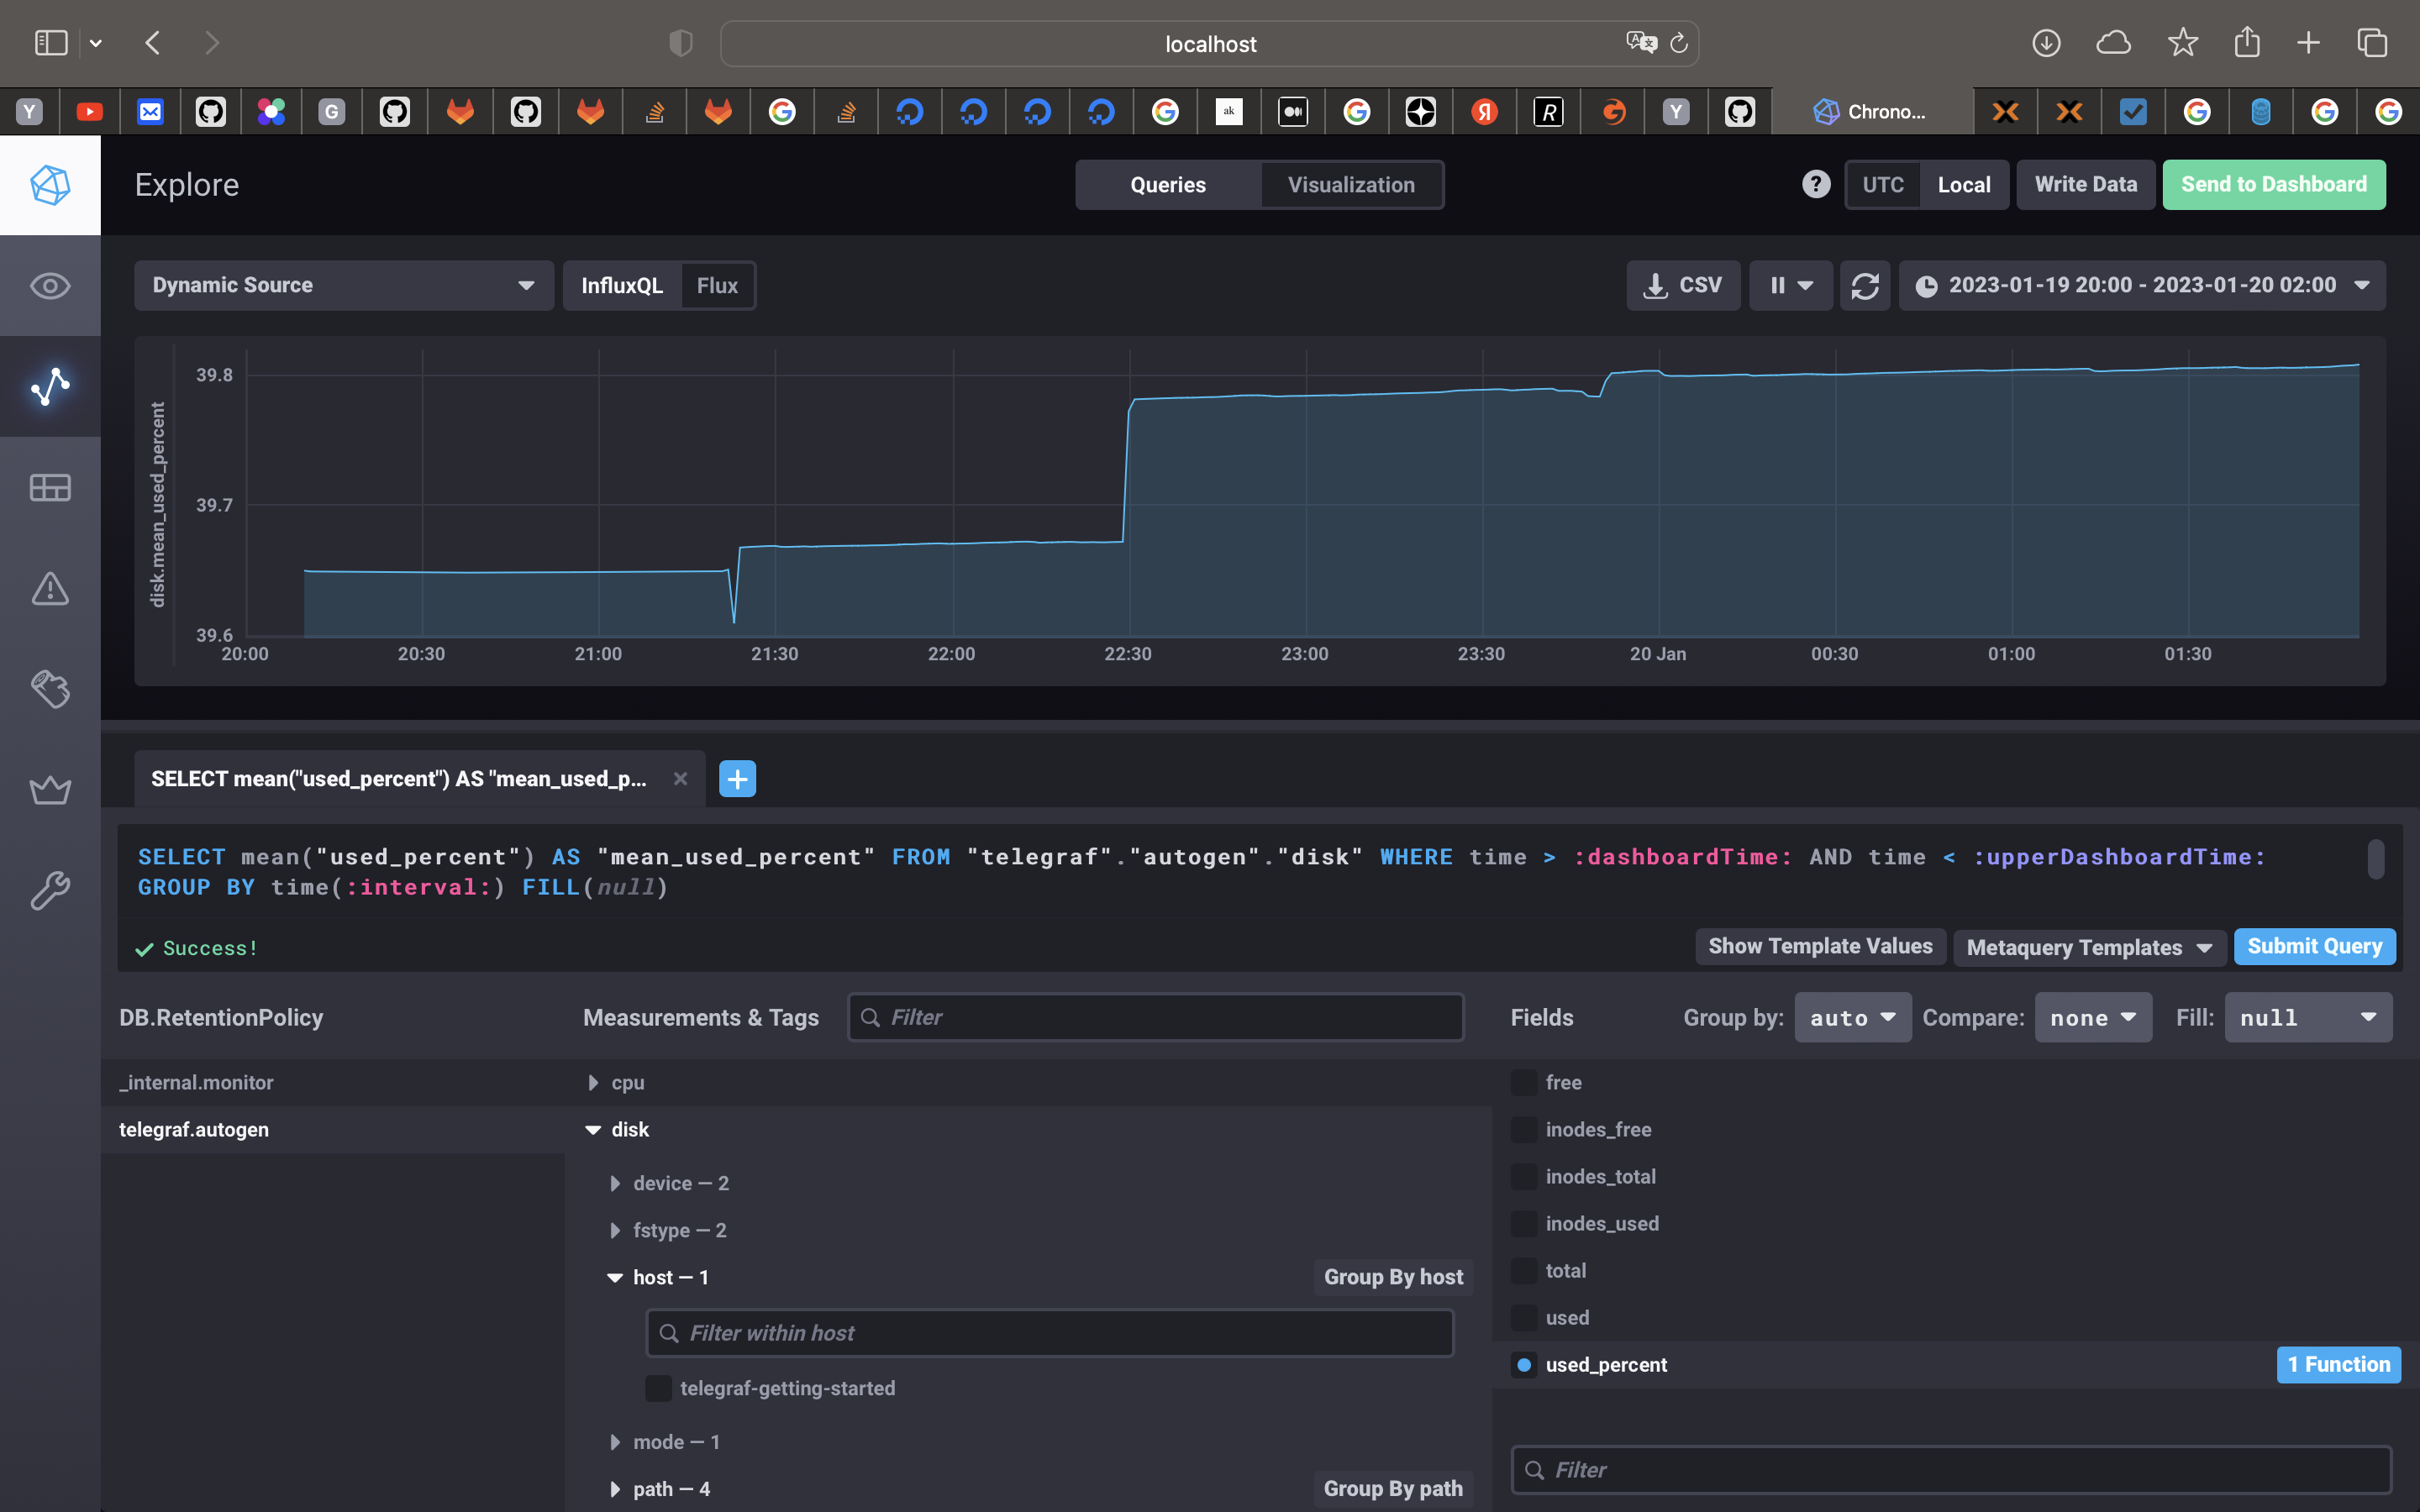 localhost
Y
G
ak
Я
R
Y
Chrono...
Explore
Queries Visualization
? UTC Local Write Data Send to Dashboard
Dynamic Source InfluxQL Flux CSV 2023-01-19 20:00 - 2023-01-20 02:00
disk.mean_used_percent
39.8
39.7
39.6
20:00 20:30 21:00 21:30 22:00 22:30 23:00 23:30 20 Jan 00:30 01:00 01:30
SELECT mean("used_percent") AS "mean_used_p...
SELECT mean("used_percent") AS "mean_used_percent" FROM "telegraf"."autogen"."disk" WHERE time > :dashboardTime: AND time < :upperDashboardTime:
GROUP BY time(:interval:) FILL(null)
Success!
Show Template Values Metaquery Templates Submit Query
DB.RetentionPolicy
_internal.monitor
telegraf.autogen
Measurements & Tags Filter
cpu
disk
device — 2
fstype — 2
host — 1 Group By host
Filter within host
telegraf-getting-started
mode — 1
path — 4 Group By path
Fields Group by: auto Compare: none Fill: null
free
inodes_free
inodes_total
inodes_used
total
used
used_percent 1 Function
Filter